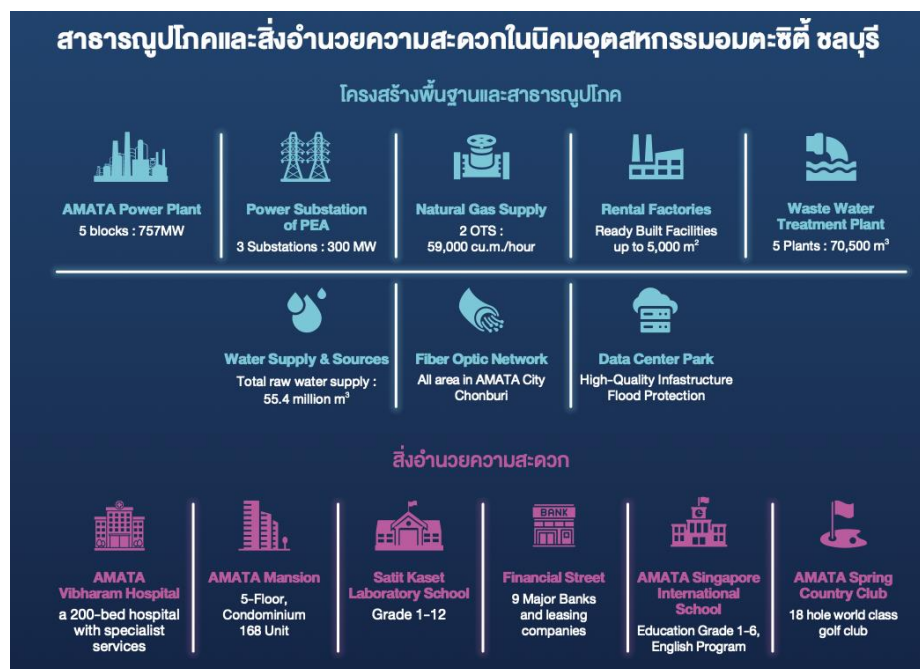 สาธารณูปโภคและสิ่งอำนวยความสะดวกในนิคมอุตสาหกรรมอมตะซิตี้ ชลบุรี
โครงสร้างพื้นฐานและสาธารณูปโภค
AMATA Power Plant
5 blocks : 757MW
Power Substation
of PEA
3 Substations : 300 MW
Natural Gas Supply
2 OTS :
59,000 cu.m./hour
Rental Factories
Ready Built Facilities
up to 5,000 m²
Waste Water
Treatment Plant
5 Plants : 70,500 m³
Water Supply & Sources
Total raw water supply :
55.4 million m³
Fiber Optic Network
All area in AMATA City
Chonburi
Data Center Park
High-Quality Infastructure
Flood Protection
สิ่งอำนวยความสะดวก
AMATA
Vibharam Hospital
a 200-bed hospital
with specialist
services
AMATA Mansion
5-Floor,
Condominium
168 Unit
Satit Kaset
Laboratory School
Grade 1-12
BANK
Financial Street
9 Major Banks
and leasing
companies
AMATA Singapore
International
School
Education Grade 1-6,
English Program
AMATA Spring
Country Club
18 hole world class
golf club